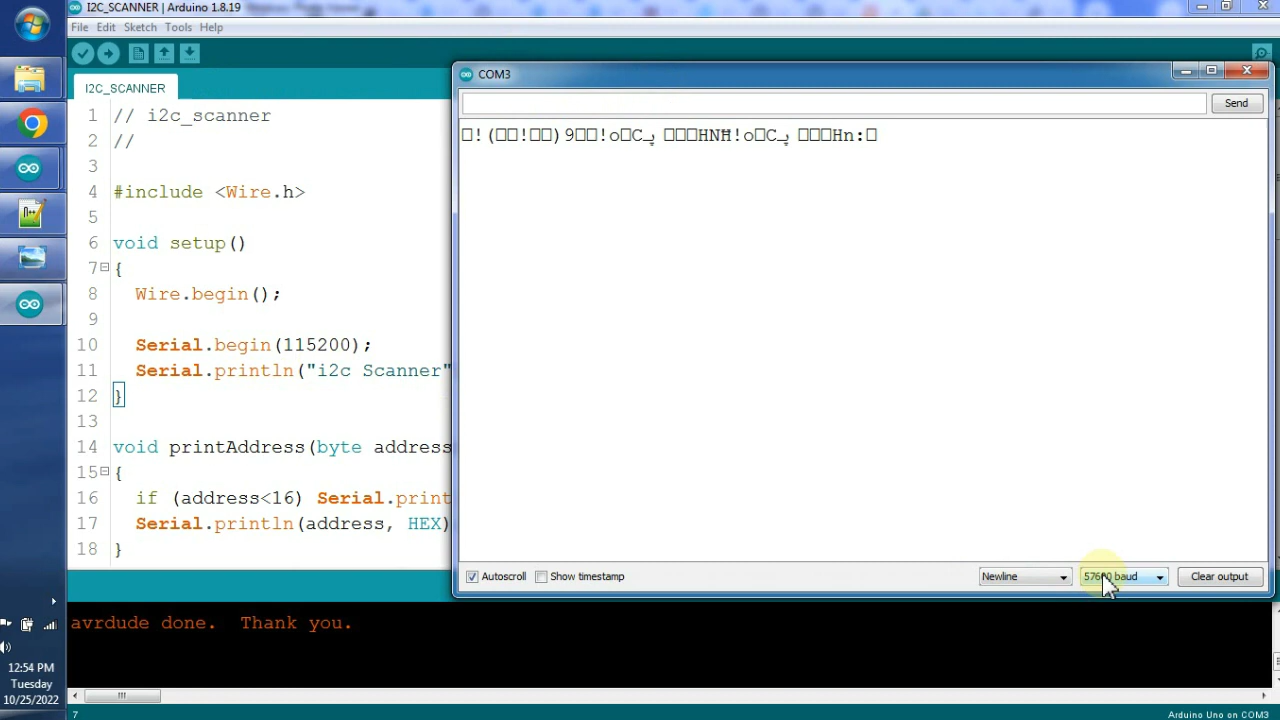 I2C_SCANNER | Arduino 1.8.19
File Edit Sketch Tools Help
I2C_SCANNER
1 // i2c_scanner
2 //
3
4 #include <Wire.h>
5
6 void setup()
7 {
8 Wire.begin();
9
10 Serial.begin(115200);
11 Serial.println("i2c Scanner"
12 }
13
14 void printAddress(byte address
15 {
16 if (address<16) Serial.print
17 Serial.println(address, HEX)
18 }
COM3
Send
□!(□□!□□)9□□!o□C
Autoscroll Show timestamp Newline baud Clear output
avrdude done. Thank you.
12:54 PM
Tuesday
10/25/2022
7 Arduino Uno on COM3